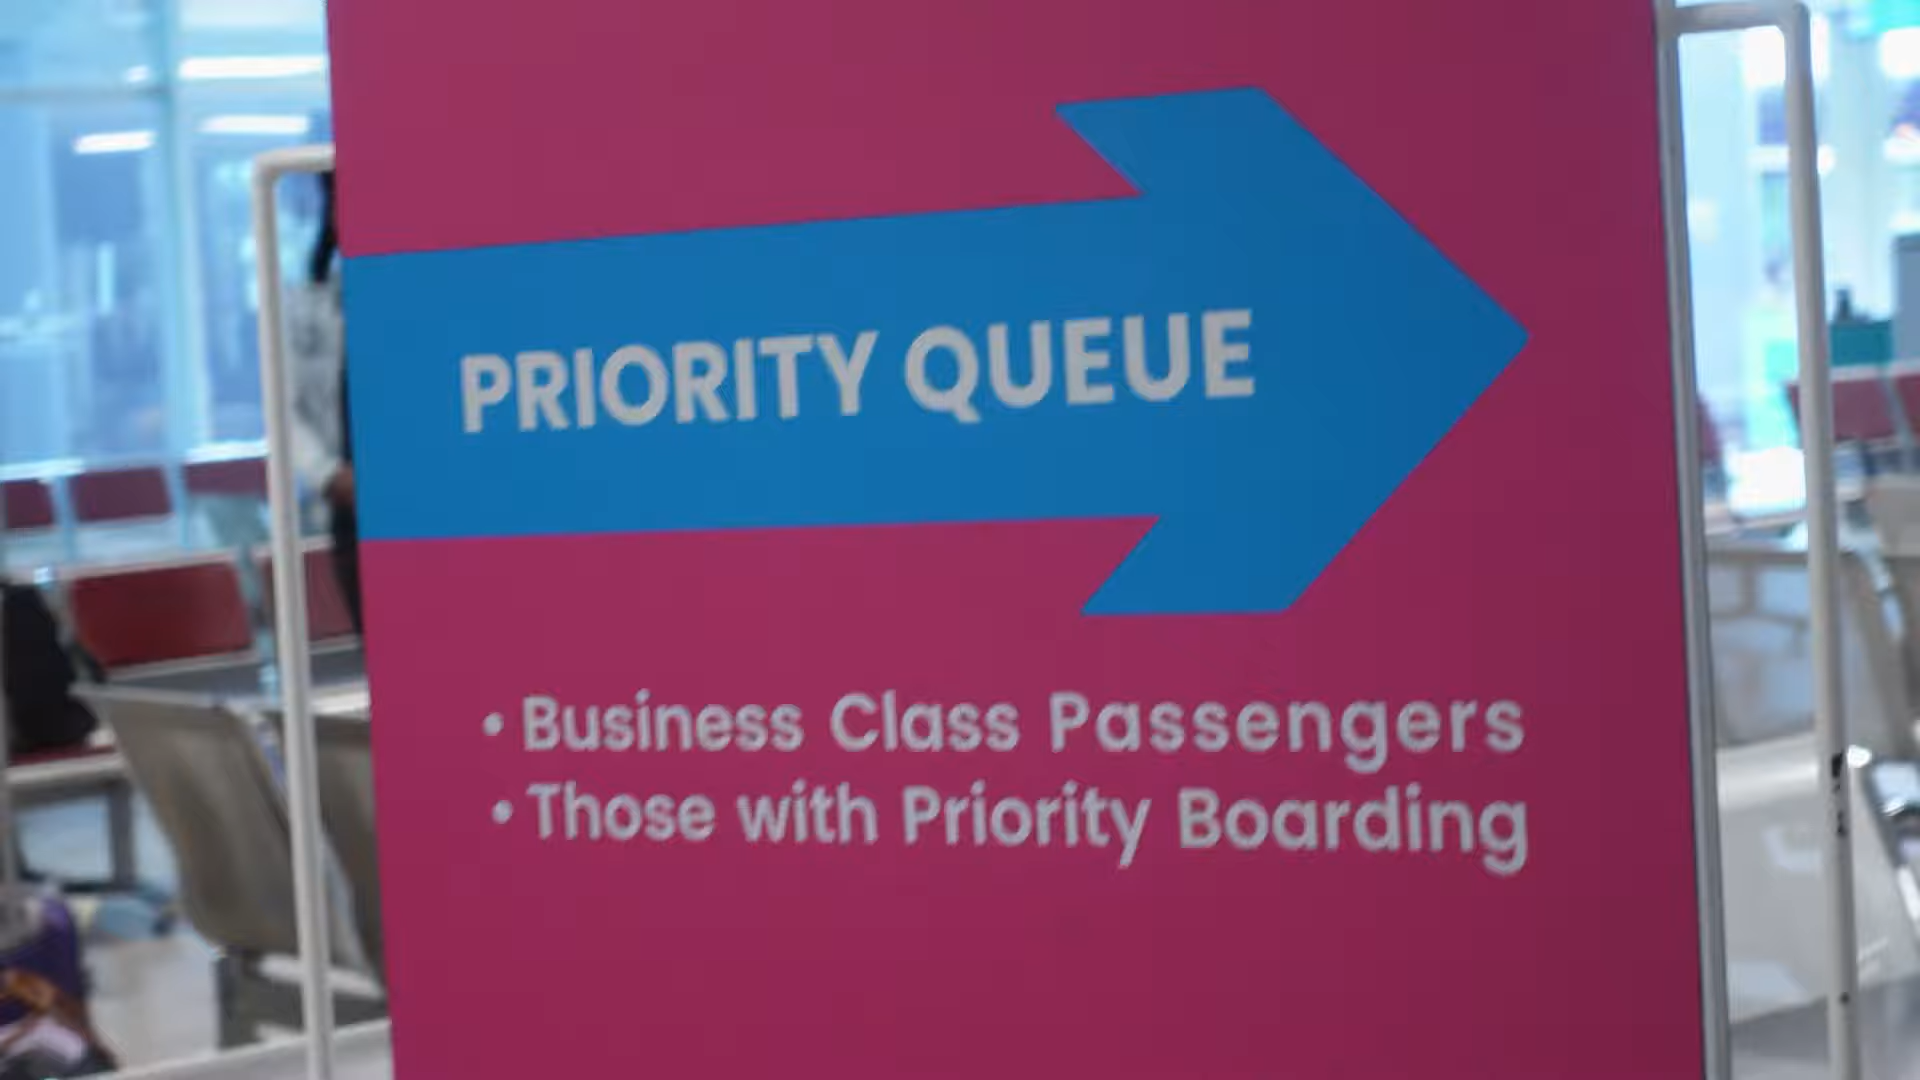 PRIORITY QUEUE
• Business Class Passengers
• Those with Priority Boarding